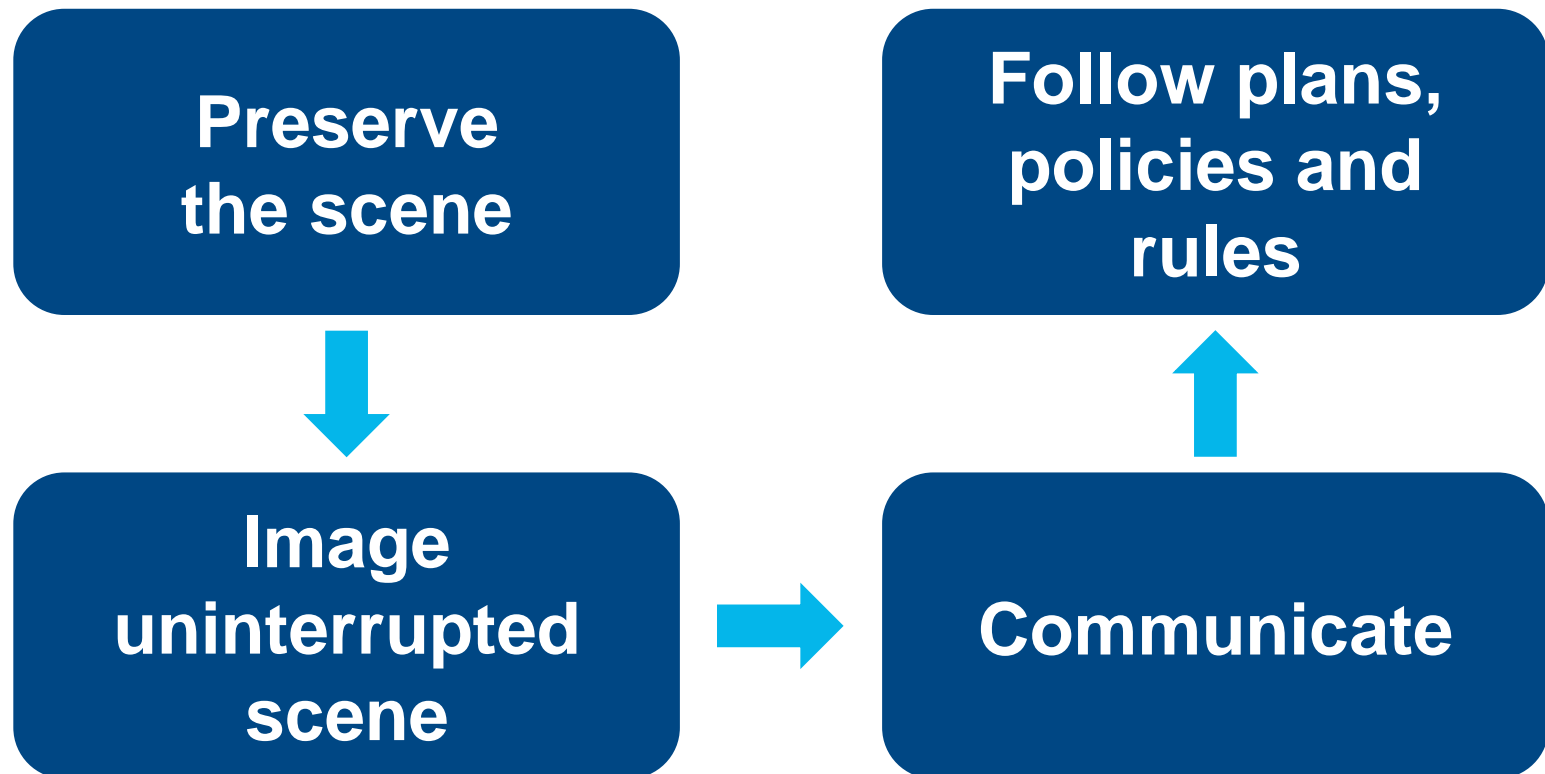 Preserve
the scene
Image
uninterrupted
scene
Communicate
Follow plans,
policies and
rules